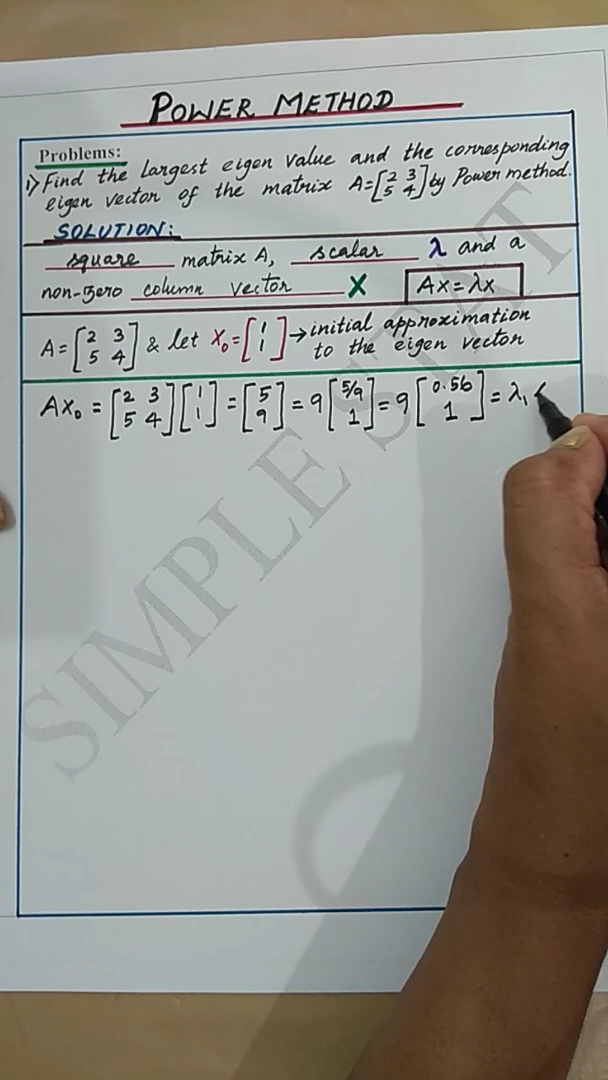 POWER METHOD
Problems:
1) Find the Largest eigen value and the corresponding
eigen vector of the matrix A=[2 3; 5 4] by Power method.
SOLUTION:
square matrix A, scalar λ and a
non-zero column vector X AX=λX
A=[2 3; 5 4] & let X₀=[1; 1] → initial approximation
to the eigen vector
AX₀ = [2 3; 5 4][1; 1] = [5; 9] = 9[5/9; 1] = 9[0.56; 1] = λ₁
SIMPLE STAT